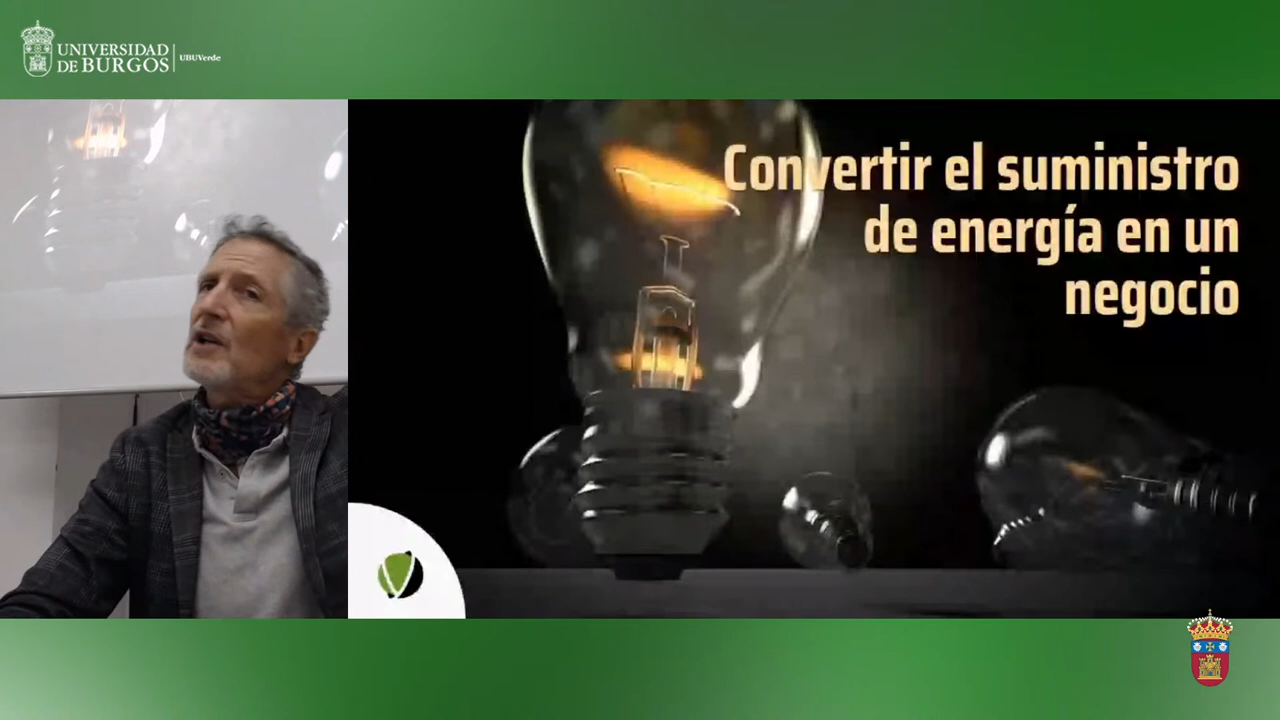 UNIVERSIDAD
DE BURGOS
UBUVerde
Convertir el suministro
de energía en un
negocio